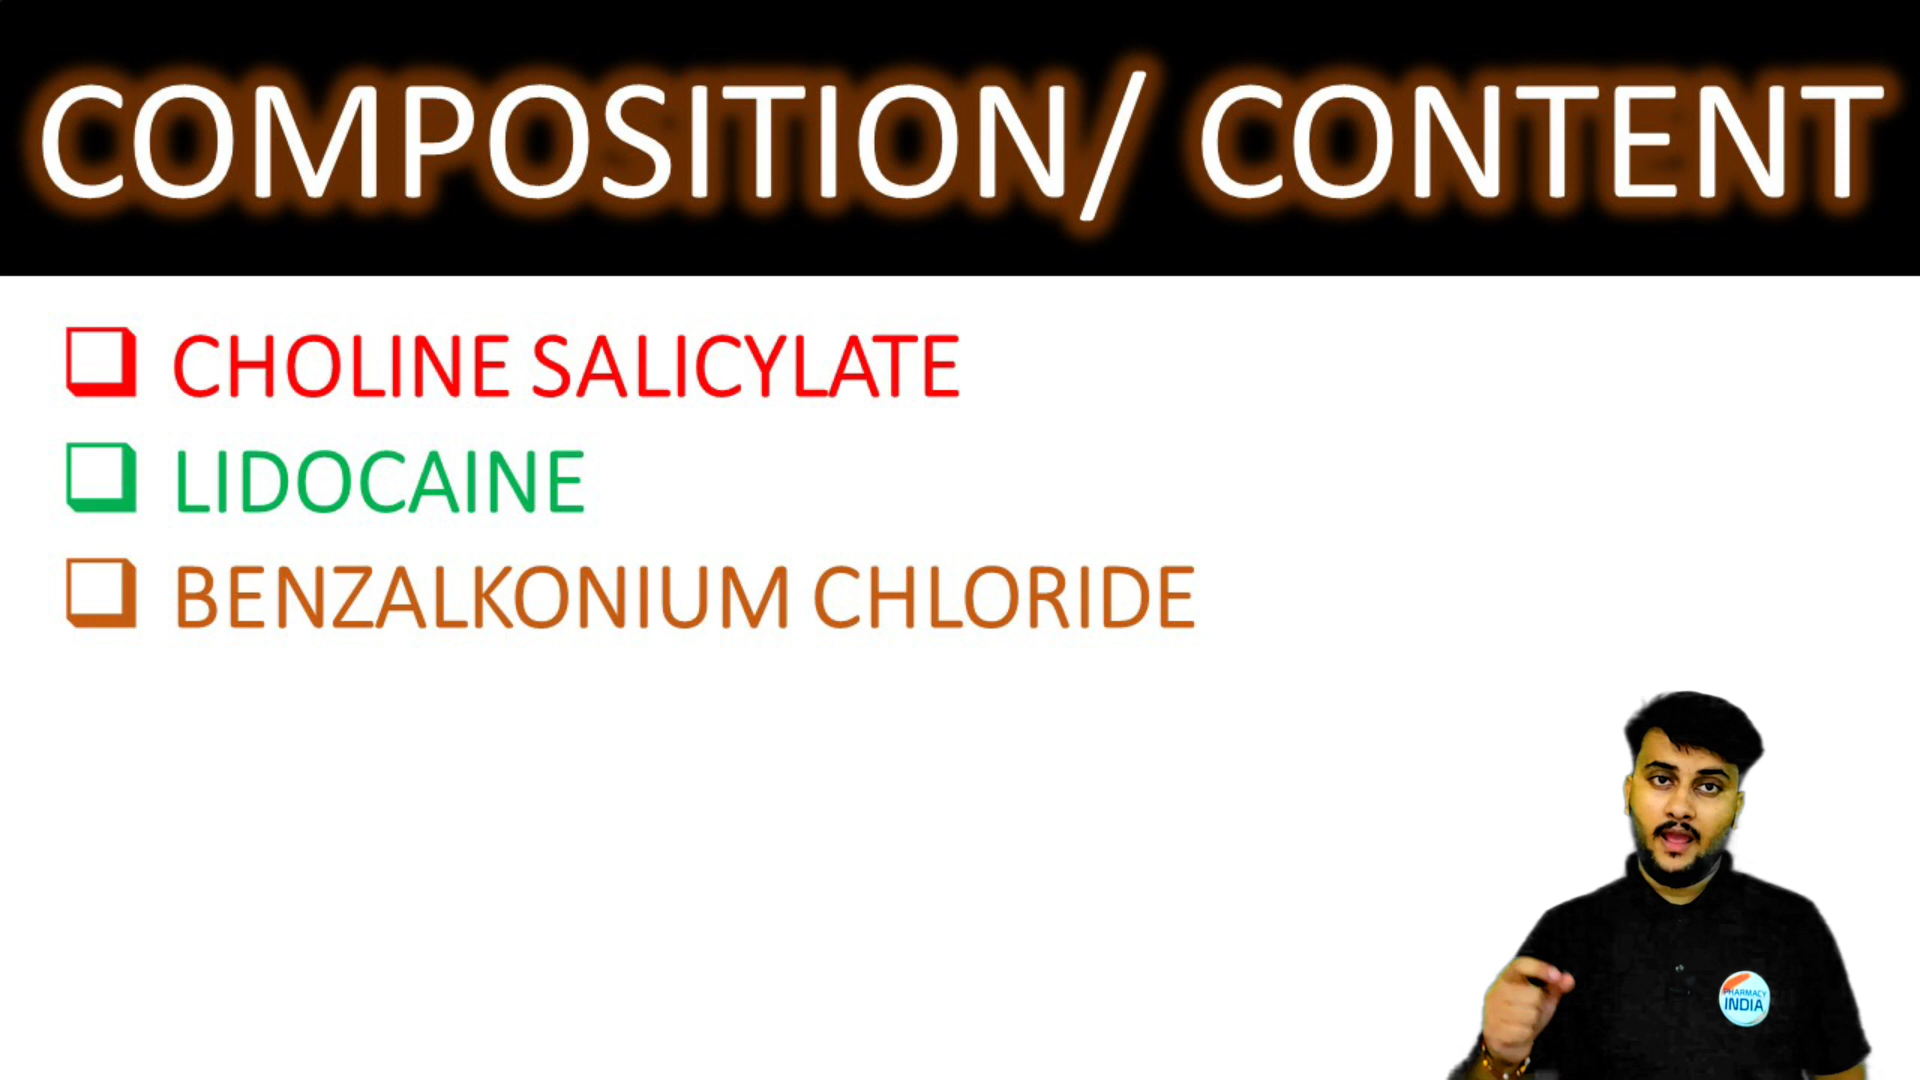 COMPOSITION/ CONTENT
CHOLINE SALICYLATE
LIDOCAINE
BENZALKONIUM CHLORIDE
PHARMACY
INDIA